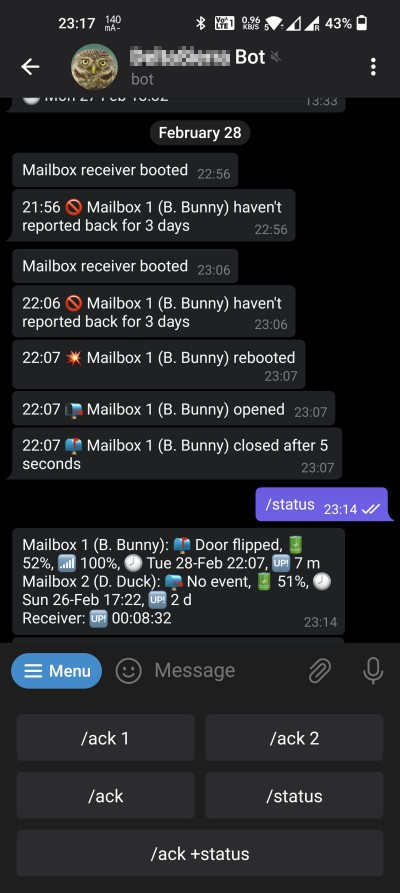 23:17 140 mA- Vo) LTE1 0.96 KB/S R 43%
Bot
bot
Mon 27 Feb 13:33
February 28
Mailbox receiver booted 22:56
21:56 🚫 Mailbox 1 (B. Bunny) haven't
reported back for 3 days 22:56
Mailbox receiver booted 23:06
22:06 🚫 Mailbox 1 (B. Bunny) haven't
reported back for 3 days 23:06
22:07 💥 Mailbox 1 (B. Bunny) rebooted
23:07
22:07 📭 Mailbox 1 (B. Bunny) opened 23:07
22:07 📫 Mailbox 1 (B. Bunny) closed after 5
seconds 23:07
/status 23:14
Mailbox 1 (B. Bunny): 📫 Door flipped, 🔋
52%, 📶 100%, 🕗 Tue 28-Feb 22:07, 🆙 7 m
Mailbox 2 (D. Duck): 📪 No event, 🔋 51%, 🕗
Sun 26-Feb 17:22, 🆙 2 d
Receiver: 🆙 00:08:32 23:14
Menu Message
/ack 1 /ack 2
/ack /status
/ack +status